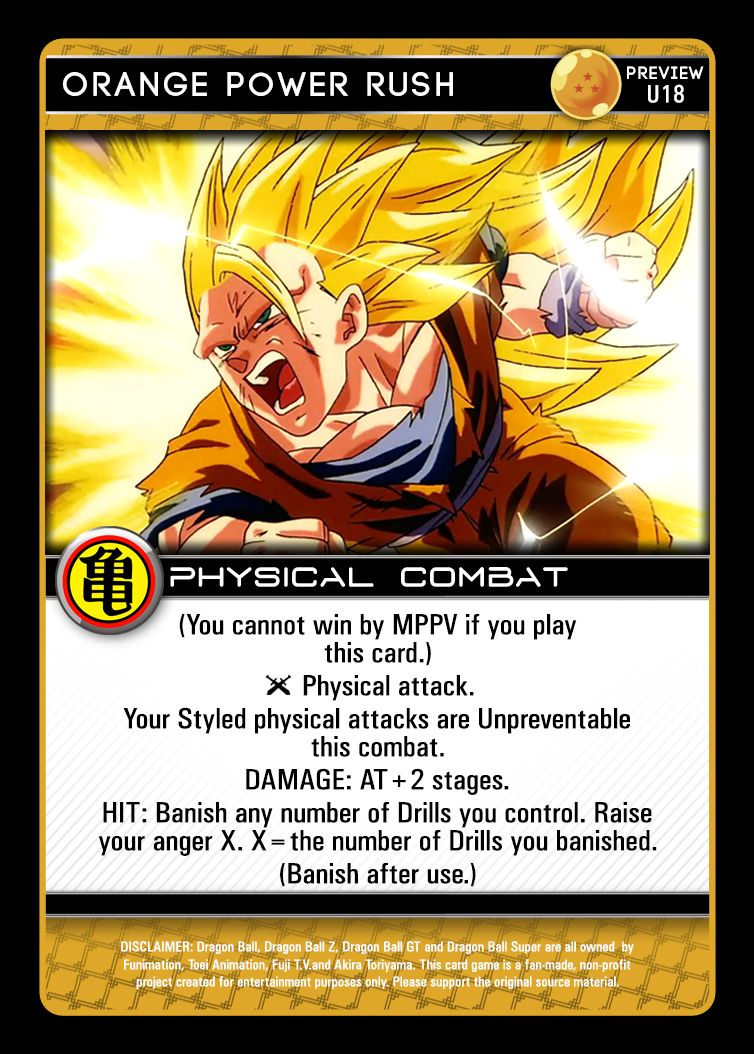 ORANGE POWER RUSH
PREVIEW
U18
亀
PHYSICAL COMBAT
(You cannot win by MPPV if you play
this card.)
Physical attack.
Your Styled physical attacks are Unpreventable
this combat.
DAMAGE: AT+2 stages.
HIT: Banish any number of Drills you control. Raise
your anger X. X=the number of Drills you banished.
(Banish after use.)
DISCLAIMER: Dragon Ball, Dragon Ball Z, Dragon Ball GT and Dragon Ball Super are all owned by
Funimation, Toei Animation, Fuji T.V.and Akira Toriyama. This card game is a fan-made, non-profit
project created for entertainment purposes only. Please support the original source material.